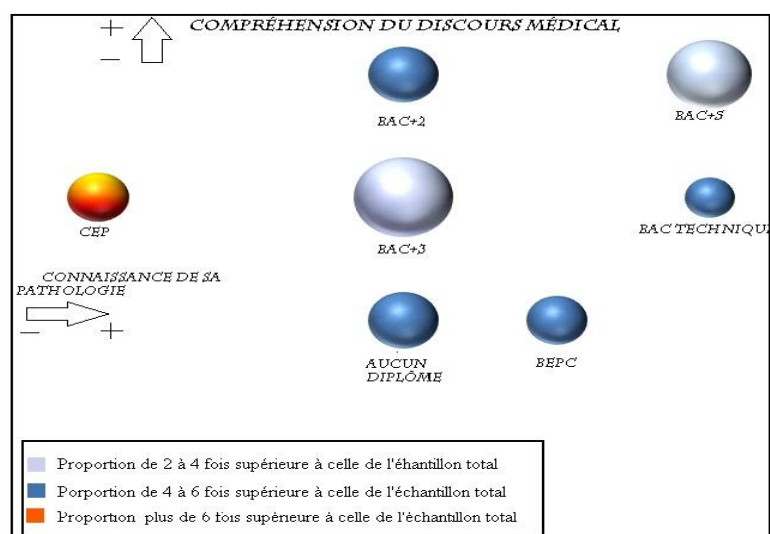 + COMPRÉHENSION DU DISCOURS MÉDICAL
−
BAC+2
BAC+5
CEP
BAC+3
BAC TECHNIQU
CONNAISSANCE DE SA
PATHOLOGIE
− +
AUCUN
DIPLÔME
BEPC
Proportion de 2 à 4 fois supérieure à celle de l'éhantillon total
Porportion de 4 à 6 fois supérieure à celle de l'échantillon total
Proportion plus de 6 fois supèrieure à celle de l'échantillon total